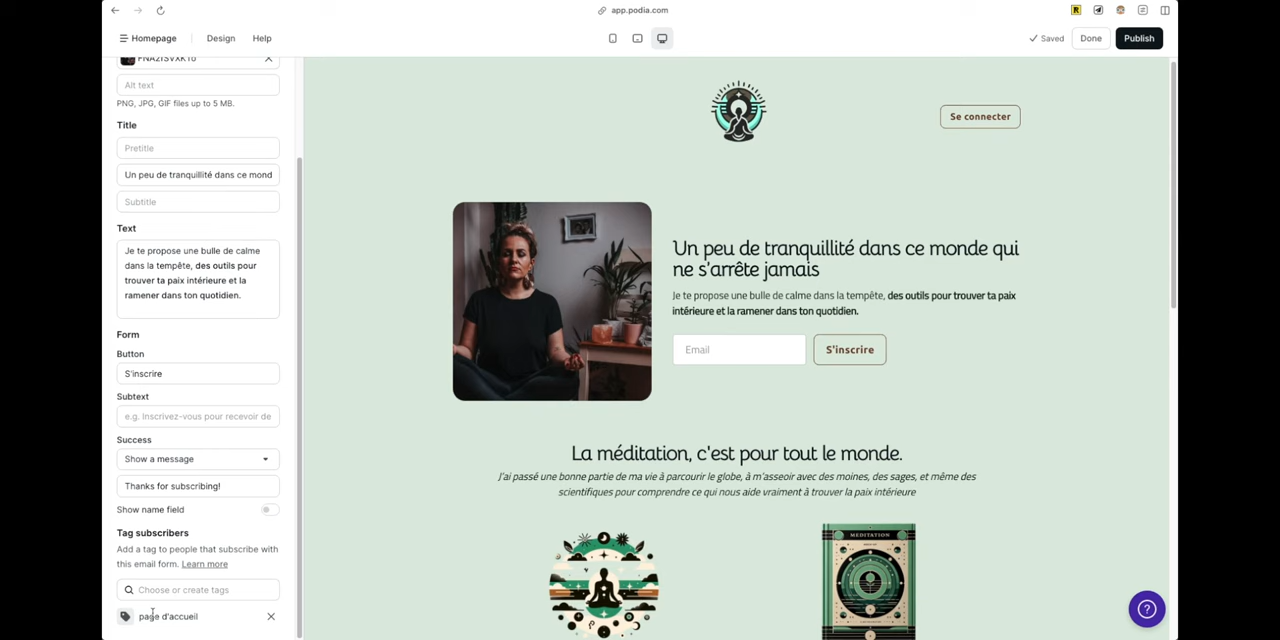 app.podia.com
Homepage
Design
Help
Saved
Done
Publish
Alt text
PNG, JPG, GIF files up to 5 MB.
Title
Pretitle
Un peu de tranquillité dans ce mond
Subtitle
Text
Je te propose une bulle de calme
dans la tempête, des outils pour
trouver ta paix intérieure et la
ramener dans ton quotidien.
Form
Button
S'inscrire
Subtext
e.g. Inscrivez-vous pour recevoir de
Success
Show a message
Thanks for subscribing!
Show name field
Tag subscribers
Add a tag to people that subscribe with
this email form. Learn more
Choose or create tags
page d'accueil
Se connecter
Un peu de tranquillité dans ce monde qui
ne s'arrête jamais
Je te propose une bulle de calme dans la tempête, des outils pour trouver ta paix
intérieure et la ramener dans ton quotidien.
Email
S'inscrire
La méditation, c'est pour tout le monde.
J'ai passé une bonne partie de ma vie à parcourir le globe, à m'asseoir avec des moines, des sages, et même des
scientifiques pour comprendre ce qui nous aide vraiment à trouver la paix intérieure
MEDITATION